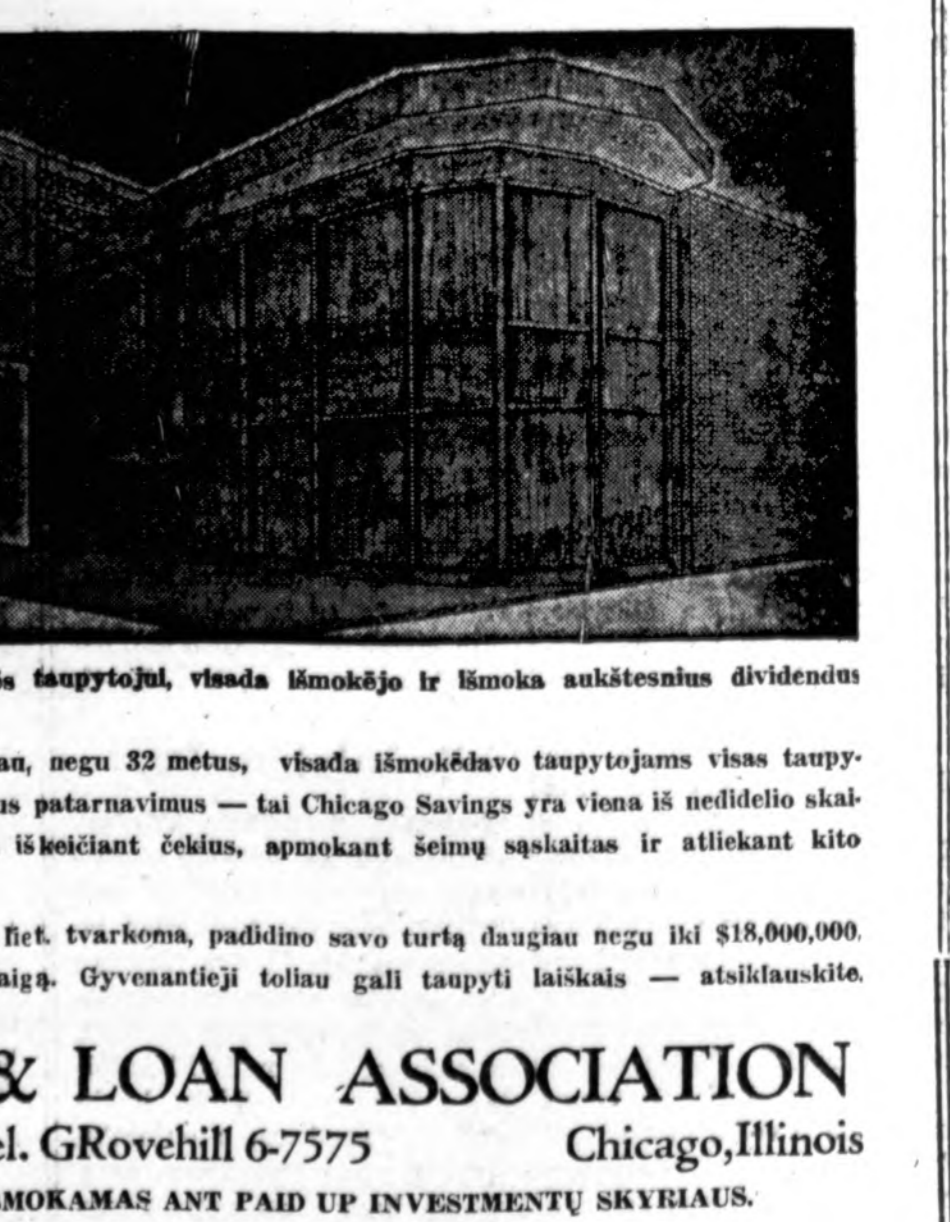 s taupytojui, visada išmokėjo ir išmoka aukštesnius dividendus
au, negu 32 metus, visada išmokėdavo taupytojams visas taupy-
us patarnavimus — tai Chicago Savings yra viena iš nedidelio skai-
iškeičiant čekius, apmokant šeimų sąskaitas ir atliekant kito
liet. tvarkoma, padidino savo turtą daugiau negu iki $18,000,000.
aigą. Gyvenantieji toliau gali taupyti laiškais — atsiklauskite.
& LOAN ASSOCIATION
el. GRovehill 6-7575 Chicago, Illinois
MOKAMAS ANT PAID UP INVESTMENTŲ SKYRIAUS.